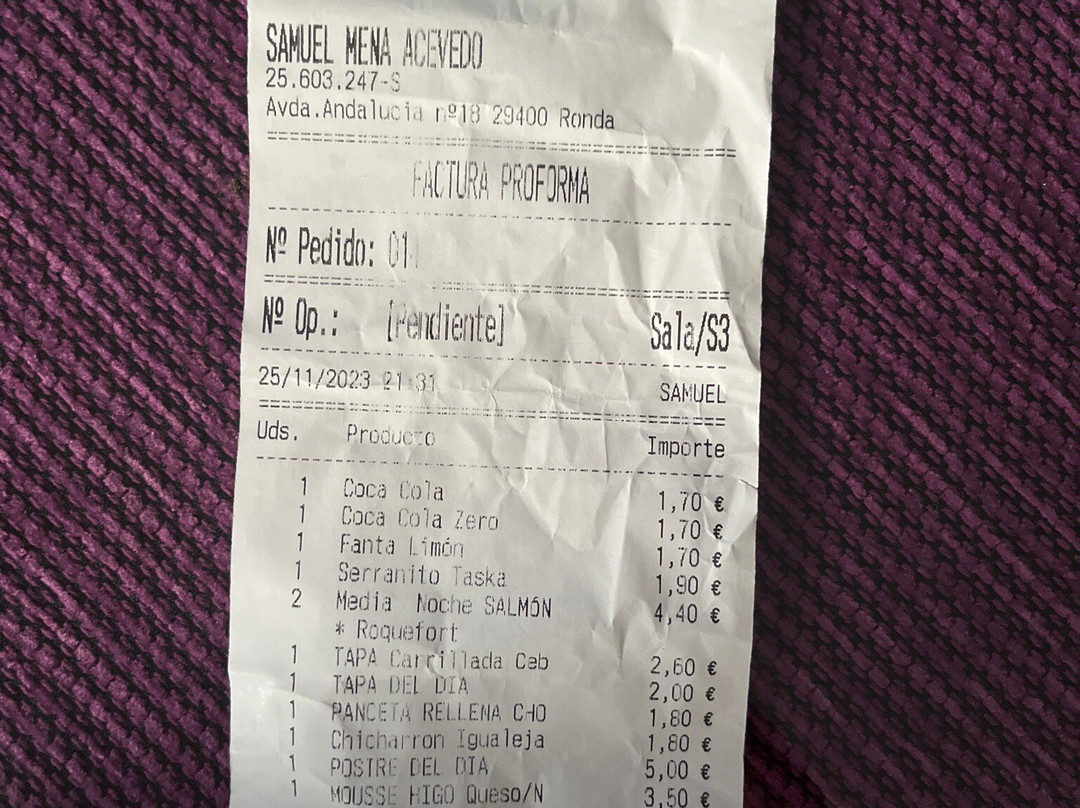 SAMUEL MENA ACEVEDO
25.603.247-S
Avda.Andalucia nº18 29400 Ronda
FACTURA PROFORMA
Nº Pedido: 01
Nº Op.: [Pendiente] Sala/S3
25/11/2023 21:31 SAMUEL
Uds. Producto Importe
1 Coca Cola 1,70 €
1 Coca Cola Zero 1,70 €
1 Fanta Limón 1,70 €
1 Serranito Taska 1,90 €
2 Media Noche SALMÓN 4,40 €
* Roquefort
1 TAPA Carrillada Ceb 2,60 €
1 TAPA DEL DIA 2,00 €
1 PANCETA RELLENA CHO 1,80 €
1 Chicharron Igualeja 1,80 €
1 POSTRE DEL DIA 5,00 €
1 MOUSSE HIGO Queso/N 3,50 €